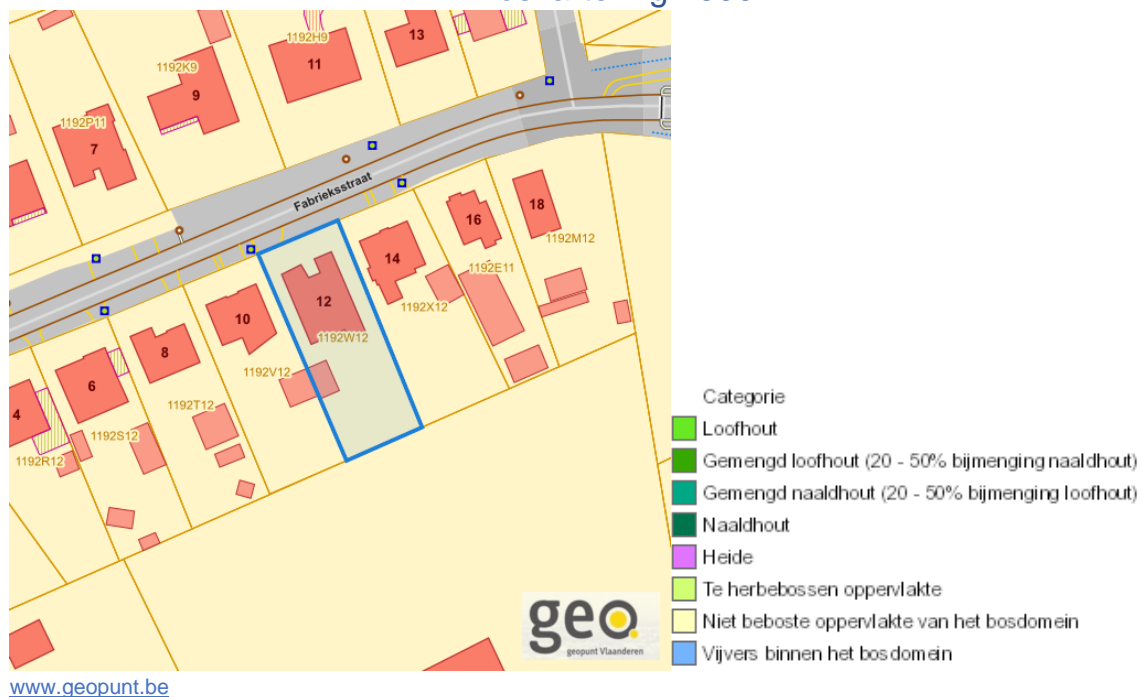 13
1192H9
11
1192K9
9
1192P11
7
Fabrieksstraat
16
18
1192M12
14
1192E11
1192X12
12
1192W12
10
1192V12
8
1192T12
6
1192S12
4
1192R12
geo
geopunt Vlaanderen
Categorie
Loofhout
Gemengd loofhout (20 - 50% bijmenging naaldhout)
Gemengd naaldhout (20 - 50% bijmenging loofhout)
Naaldhout
Heide
Te herbebossen oppervlakte
Niet beboste oppervlakte van het bosdomein
Vijvers binnen het bosdomein
www.geopunt.be